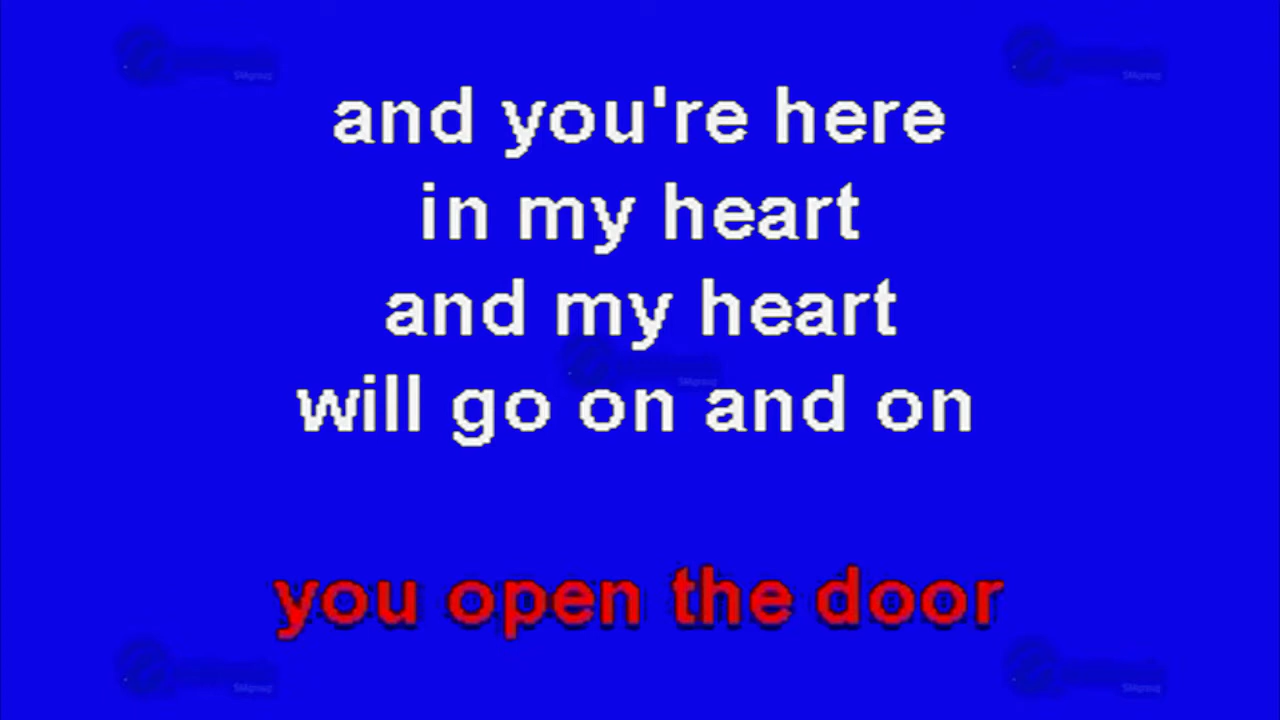 and you're here
in my heart
and my heart
will go on and on
you open the door